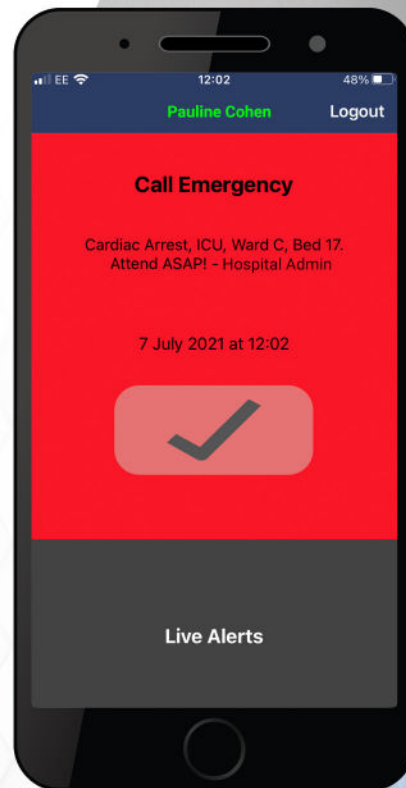 EE 12:02 48%
Pauline Cohen Logout
Call Emergency
Cardiac Arrest, ICU, Ward C, Bed 17.
Attend ASAP! - Hospital Admin
7 July 2021 at 12:02
Live Alerts